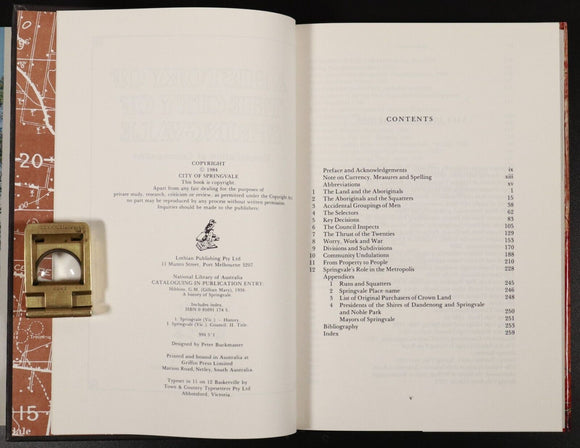 20
15
dale
COPYRIGHT
© 1984
CITY OF SPRINGVALE
This book is copyright.
Apart from any fair dealing for the purposes of
private study, research, criticism or review, as permitted under the Copyright Act,
no part may be reproduced by any process without written permission.
Inquiries should be made to the publishers.
Lothian Publishing Pty Ltd
11 Munro Street, Port Melbourne 3207.
National Library of Australia
CATALOGUING IN PUBLICATION ENTRY
Hibbins, G.M. (Gillian Mary), 1936
A history of Springvale.
Includes index.
ISBN 0 85091 174 5.
1. Springvale (Vic.) – History.
Springvale (Vic.) Council. II. Title.
994.5'1
Designed by Peter Buckmaster
Printed and bound in Australia at
Griffin Press Limited
Marion Road, Netley, South Australia.
Typeset in 11 on 12 Baskerville by
Town & Country Typesetters Pty Ltd
Abbotsford, Victoria.
CONTENTS
Preface and Acknowledgements ix
Note on Currency, Measures and Spelling xiii
Abbreviations xv
1 The Land and the Aboriginals 1
2 The Aboriginals and the Squatters 15
3 Accidental Groupings of Men 38
4 The Selectors 62
5 Key Decisions 83
6 The Council Inspects 105
7 The Thrust of the Twenties 129
8 Worry, Work and War 153
9 Divisions and Subdivisions 170
10 Community Undulations 188
11 From Property to People 210
12 Springvale's Role in the Metropolis 228
Appendices
1 Runs and Squatters 245
2 Springvale Place-name 246
3 List of Original Purchasers of Crown Land 248
4 Presidents of the Shires of Dandenong and Springvale
and Noble Park 250
Mayors of Springvale 251
Bibliography 253
Index 259
v